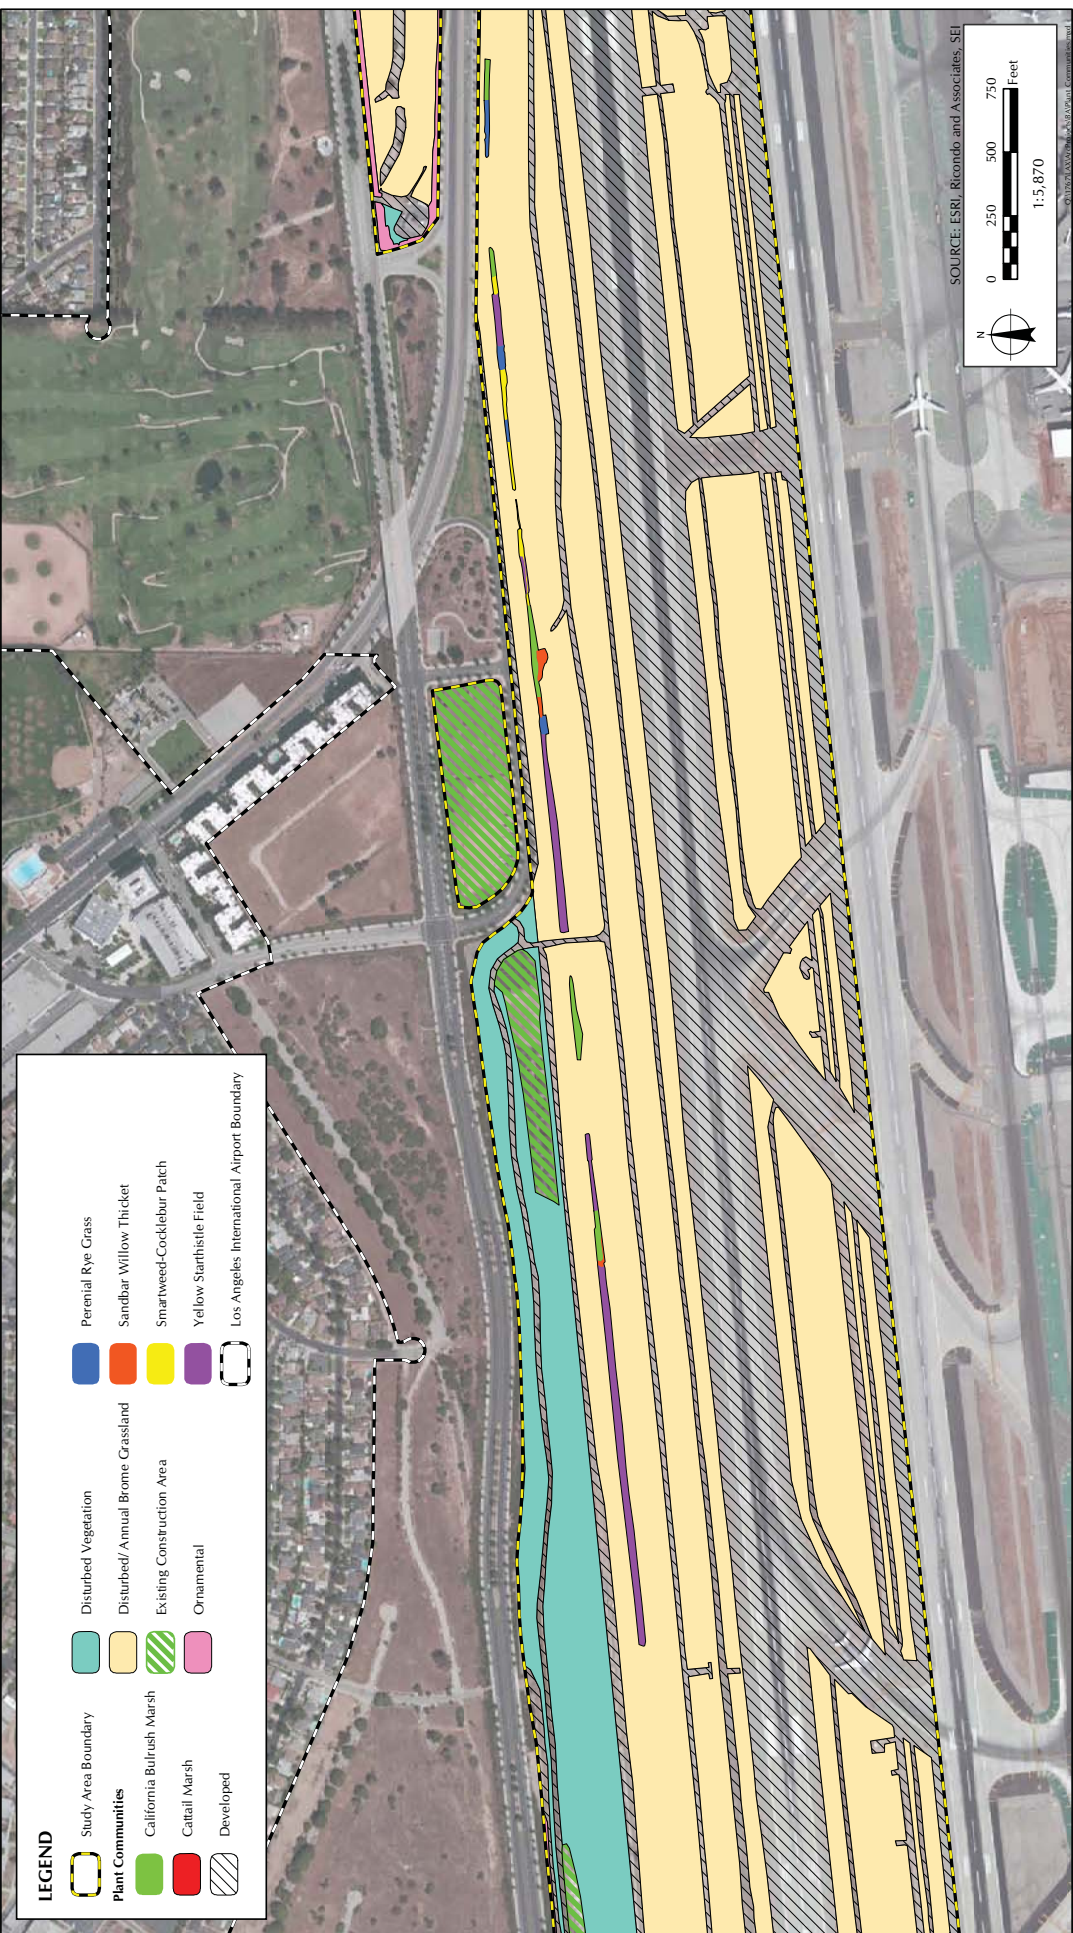 LEGEND
Study Area Boundary
Plant Communities
California Bulrush Marsh
Cattail Marsh
Developed
Disturbed Vegetation
Disturbed/ Annual Brome Grassland
Existing Construction Area
Ornamental
Perenial Rye Grass
Sandbar Willow Thicket
Smartweed-Cocklebur Patch
Yellow Starthistle Field
Los Angeles International Airport Boundary
SOURCE: ESRI, Ricondo and Associates, SEI
N
0 250 500 750
Feet
1:5,870